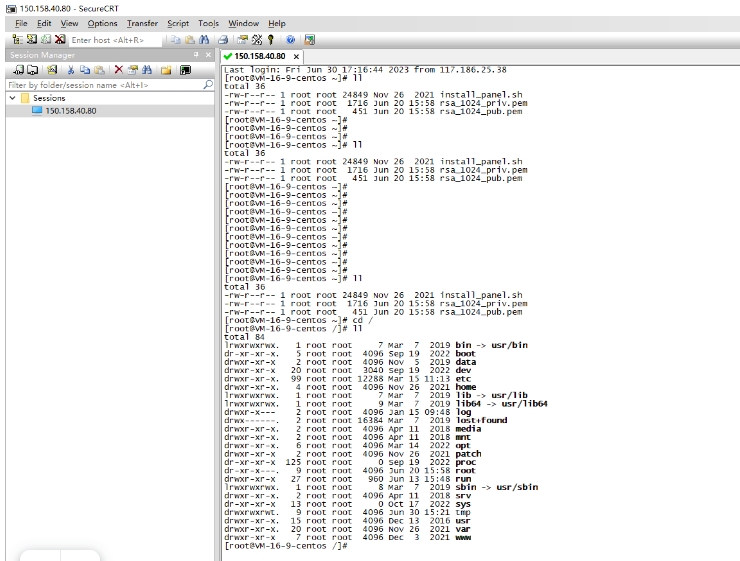 150.158.40.80 - SecureCRT
File Edit View Options Transfer Script Tools Window Help
Enter host <Alt+R>
Session Manager
150.158.40.80
Filter by folder/session name <Alt+I>
Sessions
150.158.40.80
Last login: Fri Jun 30 17:16:44 2023 from 117.186.25.38
[root@VM-16-9-centos ~]# ll
total 36
-rw-r--r-- 1 root root 24849 Nov 26  2021 install_panel.sh
-rw-r--r-- 1 root root  1716 Jun 20 15:58 rsa_1024_priv.pem
-rw-r--r-- 1 root root   451 Jun 20 15:58 rsa_1024_pub.pem
[root@VM-16-9-centos ~]#
[root@VM-16-9-centos ~]#
[root@VM-16-9-centos ~]#
[root@VM-16-9-centos ~]# ll
total 36
-rw-r--r-- 1 root root 24849 Nov 26  2021 install_panel.sh
-rw-r--r-- 1 root root  1716 Jun 20 15:58 rsa_1024_priv.pem
-rw-r--r-- 1 root root   451 Jun 20 15:58 rsa_1024_pub.pem
[root@VM-16-9-centos ~]#
[root@VM-16-9-centos ~]#
[root@VM-16-9-centos ~]#
[root@VM-16-9-centos ~]#
[root@VM-16-9-centos ~]#
[root@VM-16-9-centos ~]#
[root@VM-16-9-centos ~]#
[root@VM-16-9-centos ~]#
[root@VM-16-9-centos ~]#
[root@VM-16-9-centos ~]#
[root@VM-16-9-centos ~]#
[root@VM-16-9-centos ~]# ll
total 36
-rw-r--r-- 1 root root 24849 Nov 26  2021 install_panel.sh
-rw-r--r-- 1 root root  1716 Jun 20 15:58 rsa_1024_priv.pem
-rw-r--r-- 1 root root   451 Jun 20 15:58 rsa_1024_pub.pem
[root@VM-16-9-centos ~]# cd /
[root@VM-16-9-centos /]# ll
total 84
lrwxrwxrwx.   1 root root     7 Mar  7  2019 bin -> usr/bin
dr-xr-xr-x.   5 root root  4096 Sep 19  2022 boot
drwxr-xr-x    2 root root  4096 Nov  5  2019 data
drwxr-xr-x   20 root root  3040 Sep 19  2022 dev
drwxr-xr-x.  99 root root 12288 Mar 15 11:13 etc
drwxr-xr-x.   4 root root  4096 Nov 26  2021 home
lrwxrwxrwx.   1 root root     7 Mar  7  2019 lib -> usr/lib
lrwxrwxrwx.   1 root root     9 Mar  7  2019 lib64 -> usr/lib64
drwxr-x---    2 root root  4096 Jan 15 09:48 log
drwx------.   2 root root 16384 Mar  7  2019 lost+found
drwxr-xr-x.   2 root root  4096 Apr 11  2018 media
drwxr-xr-x.   2 root root  4096 Apr 11  2018 mnt
drwxr-xr-x.   6 root root  4096 Mar 14  2022 opt
drwxr-xr-x    2 root root  4096 Nov 26  2021 patch
dr-xr-xr-x  125 root root     0 Sep 19  2022 proc
dr-xr-x---.   9 root root  4096 Jun 20 15:58 root
drwxr-xr-x   27 root root   960 Jun 13 15:48 run
lrwxrwxrwx.   1 root root     8 Mar  7  2019 sbin -> usr/sbin
drwxr-xr-x.   2 root root  4096 Apr 11  2018 srv
dr-xr-xr-x   13 root root     0 Oct 17  2022 sys
drwxrwxrwt.   9 root root  4096 Jun 30 15:21 tmp
drwxr-xr-x.  15 root root  4096 Dec 13  2016 usr
drwxr-xr-x.  20 root root  4096 Nov 26  2021 var
drwxr-xr-x    7 root root  4096 Dec  3  2021 www
[root@VM-16-9-centos /]#